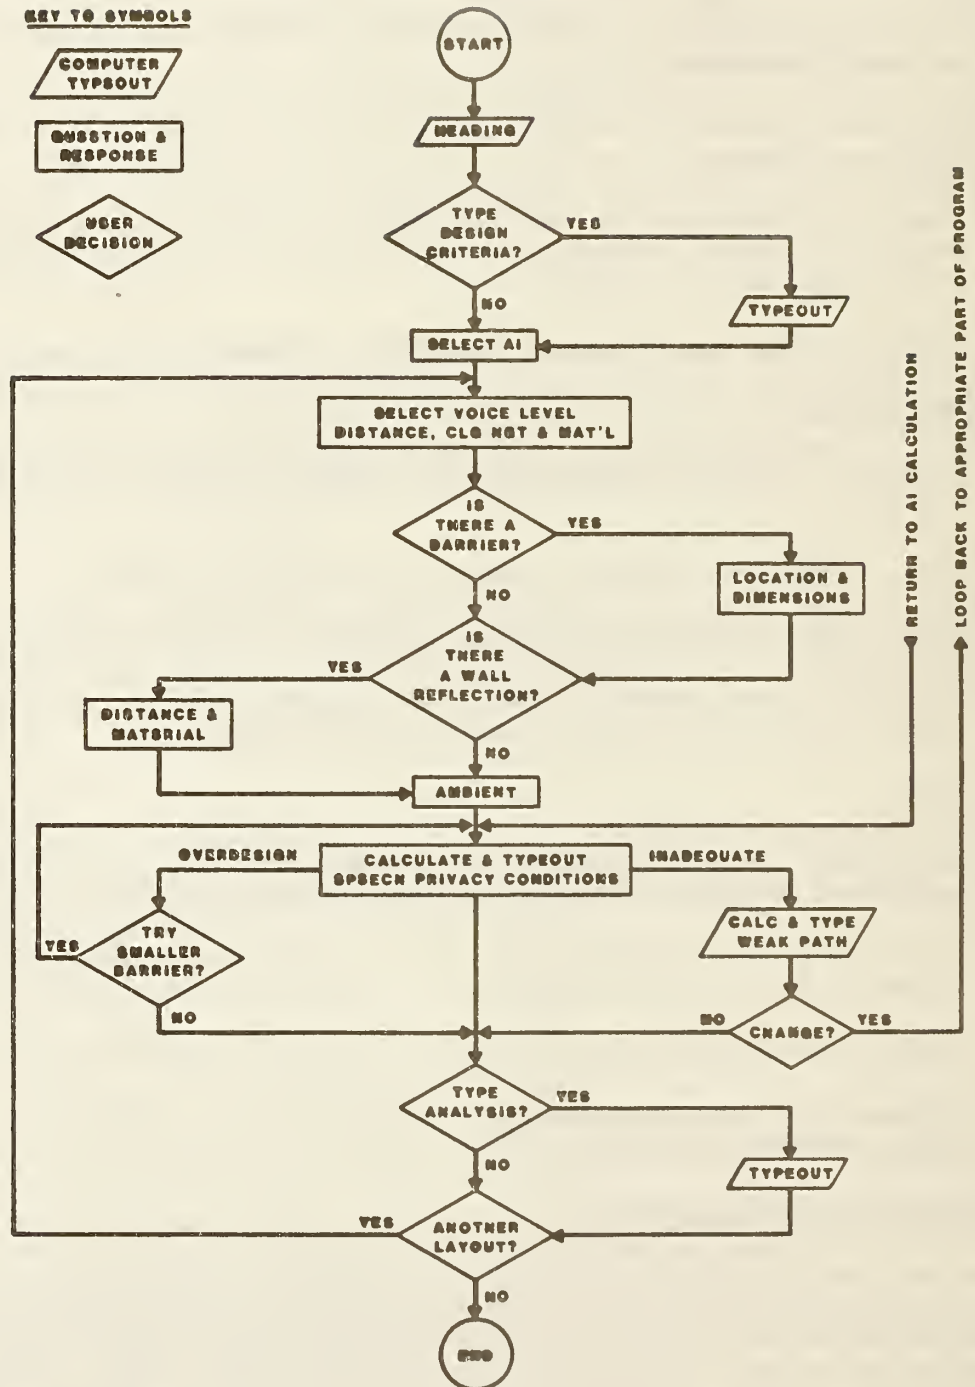 KEY TO SYMBOLS
COMPUTER
TYPEOUT
QUESTION &
RESPONSE
USER
DECISION
START
HEADING
TYPE
DESIGN
CRITERIA?
YES
TYPEOUT
NO
SELECT AI
SELECT VOICE LEVEL
DISTANCE, CLG HGT & MAT'L
IS
THERE A
BARRIER?
YES
LOCATION &
DIMENSIONS
NO
IS
THERE
A WALL
REFLECTION?
YES
DISTANCE &
MATERIAL
NO
AMBIENT
RETURN TO AI CALCULATION
LOOP BACK TO APPROPRIATE PART OF PROGRAM
OVERDESIGN
CALCULATE & TYPEOUT
SPEECH PRIVACY CONDITIONS
INADEQUATE
YES
TRY
SMALLER
BARRIER?
NO
CALC & TYPE
WEAK PATH
NO
CHANGE?
YES
TYPE
ANALYSIS?
YES
TYPEOUT
NO
YES
ANOTHER
LAYOUT?
NO
END